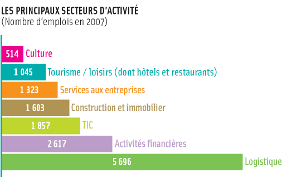 LES PRINCIPAUX SECTEURS D'ACTIVITÉ
(Nombre d'emplois en 2007)
514 Culture
1 045 Tourisme / loisirs (dont hôtels et restaurants)
1 323 Services aux entreprises
1 603 Construction et immobilier
1 857 TIC
2 617 Activités financières
5 696 Logistique